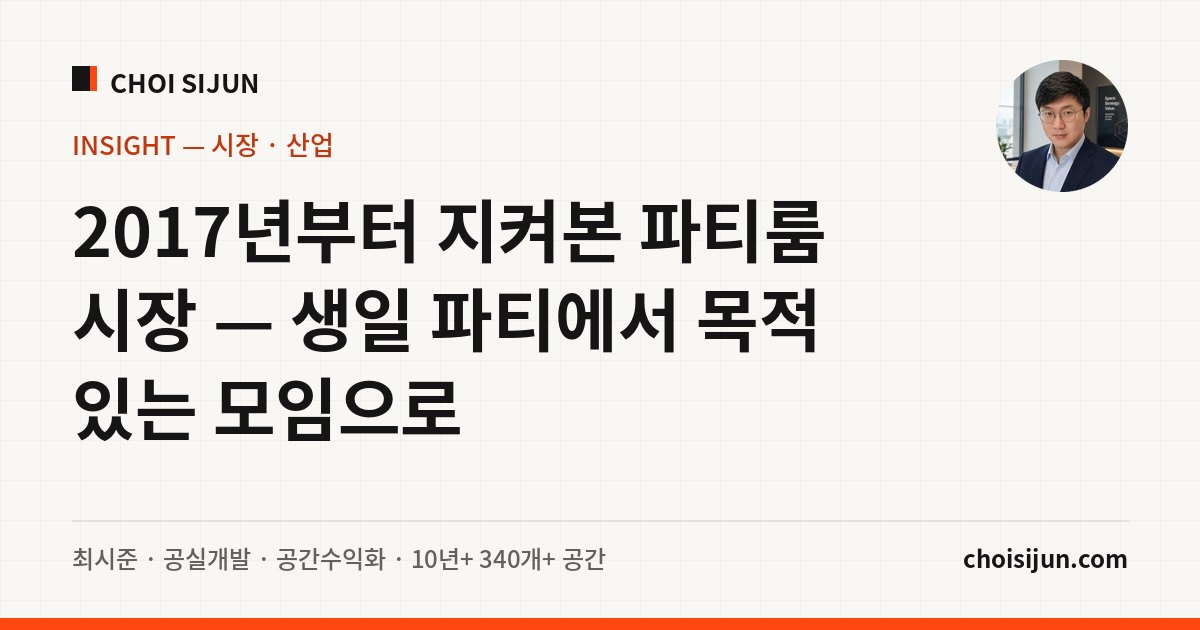 CHOI SIJUN
INSIGHT — 시장 · 산업
2017년부터 지켜본 파티룸
시장 — 생일 파티에서 목적
있는 모임으로
최시준 · 공실개발 · 공간수익화 · 10년+ 340개+ 공간
choisijun.com